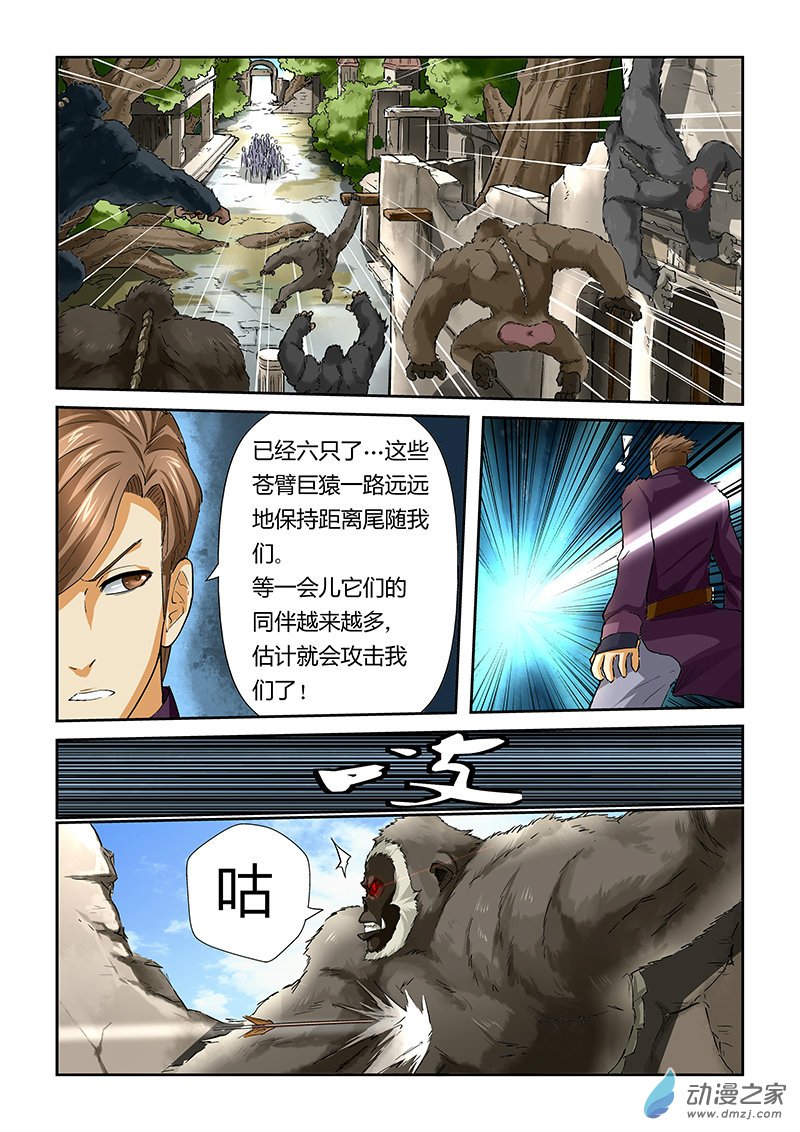 已经六只了…这些
苍臂巨猿一路远远
地保持距离尾随我
们。
等一会儿它们的
同伴越来越多，
估计就会攻击我
们了！
！
一支
咕
动漫之家
www.dmzj.com